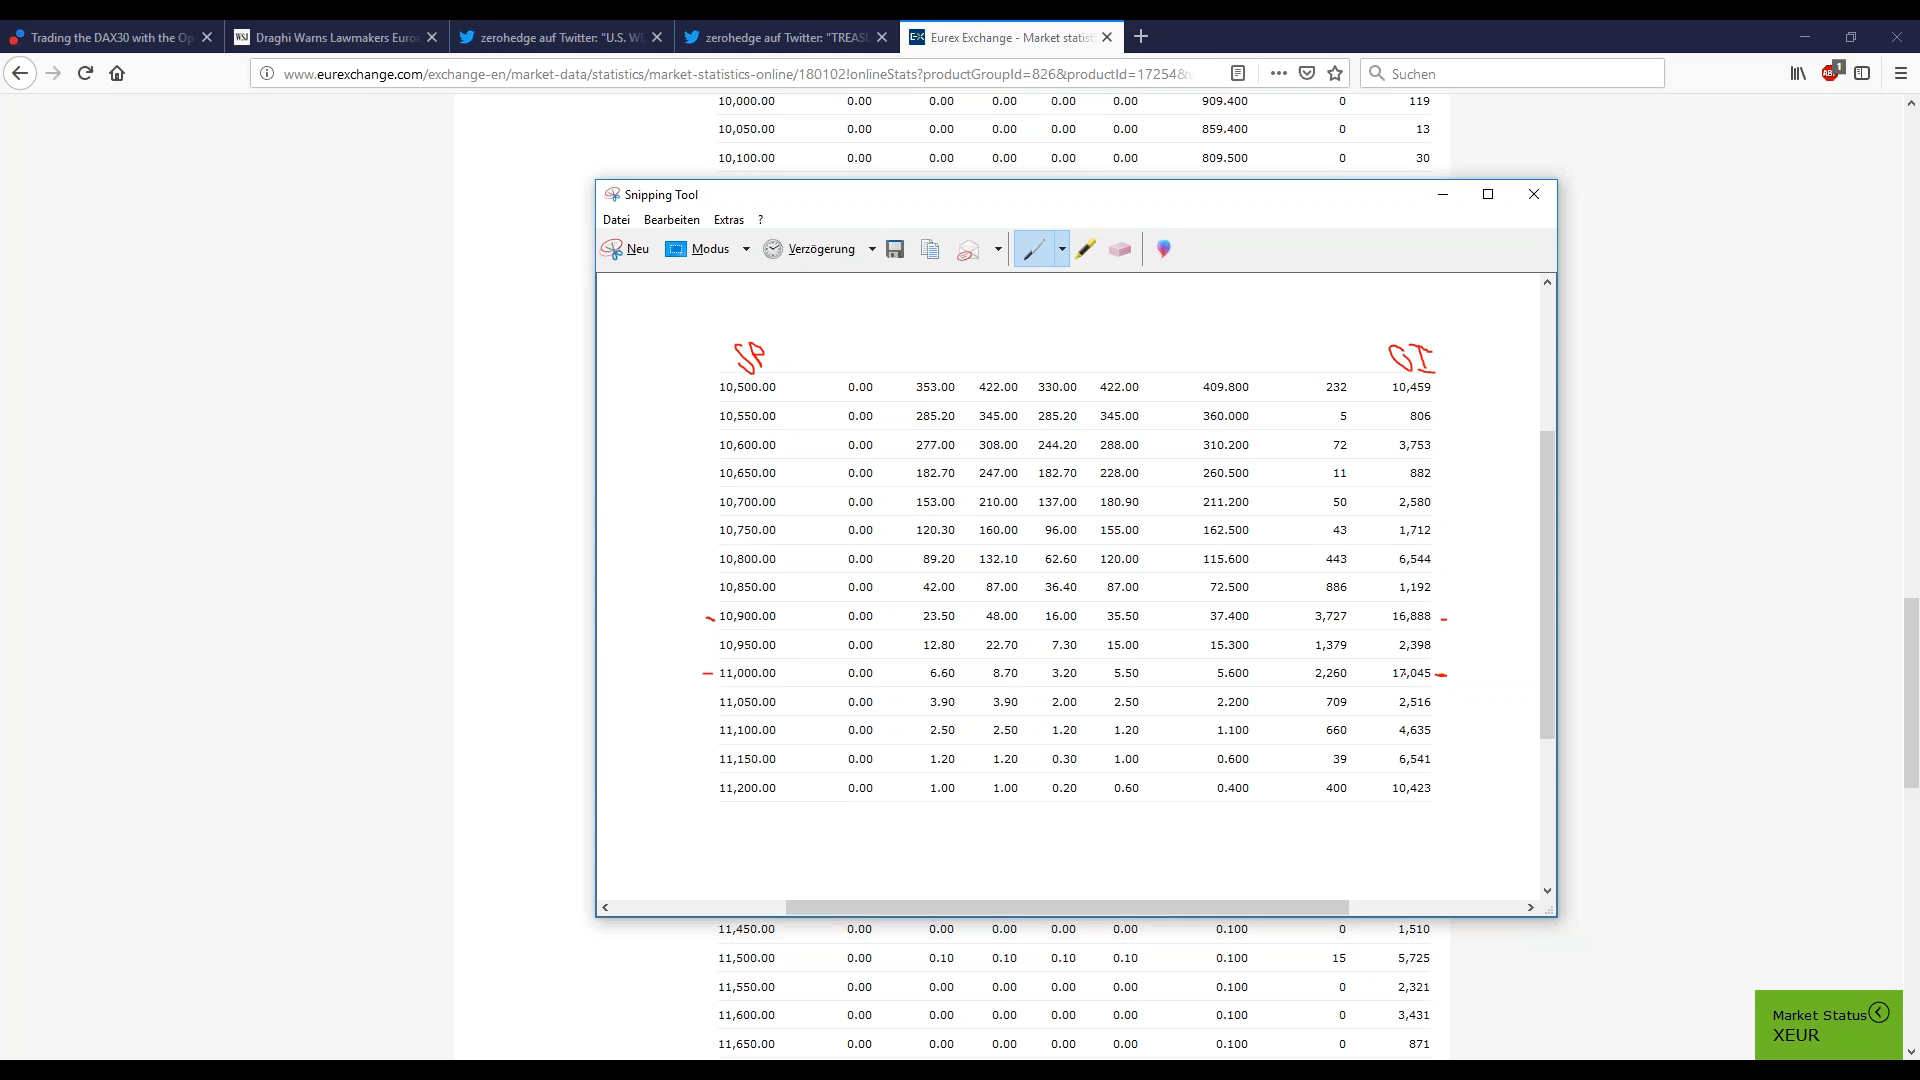 Trading the DAX30 with the Op
Draghi Warns Lawmakers Euroz
zerohedge auf Twitter: "U.S. WE
zerohedge auf Twitter: "TREASU
Eurex Exchange - Market statist
www.eurexchange.com/exchange-en/market-data/statistics/market-statistics-online/180102!onlineStats?productGroupId=826&productId=17254&
Suchen
ABP 1
10,000.00 0.00 0.00 0.00 0.00 0.00 909.400 0 119
10,050.00 0.00 0.00 0.00 0.00 0.00 859.400 0 13
10,100.00 0.00 0.00 0.00 0.00 0.00 809.500 0 30
Snipping Tool
Datei Bearbeiten Extras ?
Neu Modus Verzögerung
SP OI
10,500.00 0.00 353.00 422.00 330.00 422.00 409.800 232 10,459
10,550.00 0.00 285.20 345.00 285.20 345.00 360.000 5 806
10,600.00 0.00 277.00 308.00 244.20 288.00 310.200 72 3,753
10,650.00 0.00 182.70 247.00 182.70 228.00 260.500 11 882
10,700.00 0.00 153.00 210.00 137.00 180.90 211.200 50 2,580
10,750.00 0.00 120.30 160.00 96.00 155.00 162.500 43 1,712
10,800.00 0.00 89.20 132.10 62.60 120.00 115.600 443 6,544
10,850.00 0.00 42.00 87.00 36.40 87.00 72.500 886 1,192
10,900.00 0.00 23.50 48.00 16.00 35.50 37.400 3,727 16,888
10,950.00 0.00 12.80 22.70 7.30 15.00 15.300 1,379 2,398
11,000.00 0.00 6.60 8.70 3.20 5.50 5.600 2,260 17,045
11,050.00 0.00 3.90 3.90 2.00 2.50 2.200 709 2,516
11,100.00 0.00 2.50 2.50 1.20 1.20 1.100 660 4,635
11,150.00 0.00 1.20 1.20 0.30 1.00 0.600 39 6,541
11,200.00 0.00 1.00 1.00 0.20 0.60 0.400 400 10,423
11,450.00 0.00 0.00 0.00 0.00 0.00 0.100 0 1,510
11,500.00 0.00 0.10 0.10 0.10 0.10 0.100 15 5,725
11,550.00 0.00 0.00 0.00 0.00 0.00 0.100 0 2,321
11,600.00 0.00 0.00 0.00 0.00 0.00 0.100 0 3,431
11,650.00 0.00 0.00 0.00 0.00 0.00 0.100 0 871
Market Status
XEUR